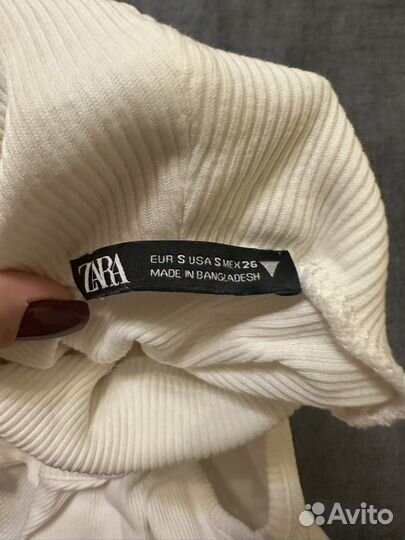 ZARA
EUR S USA S MEX 26
MADE IN BANGLADESH
Avito